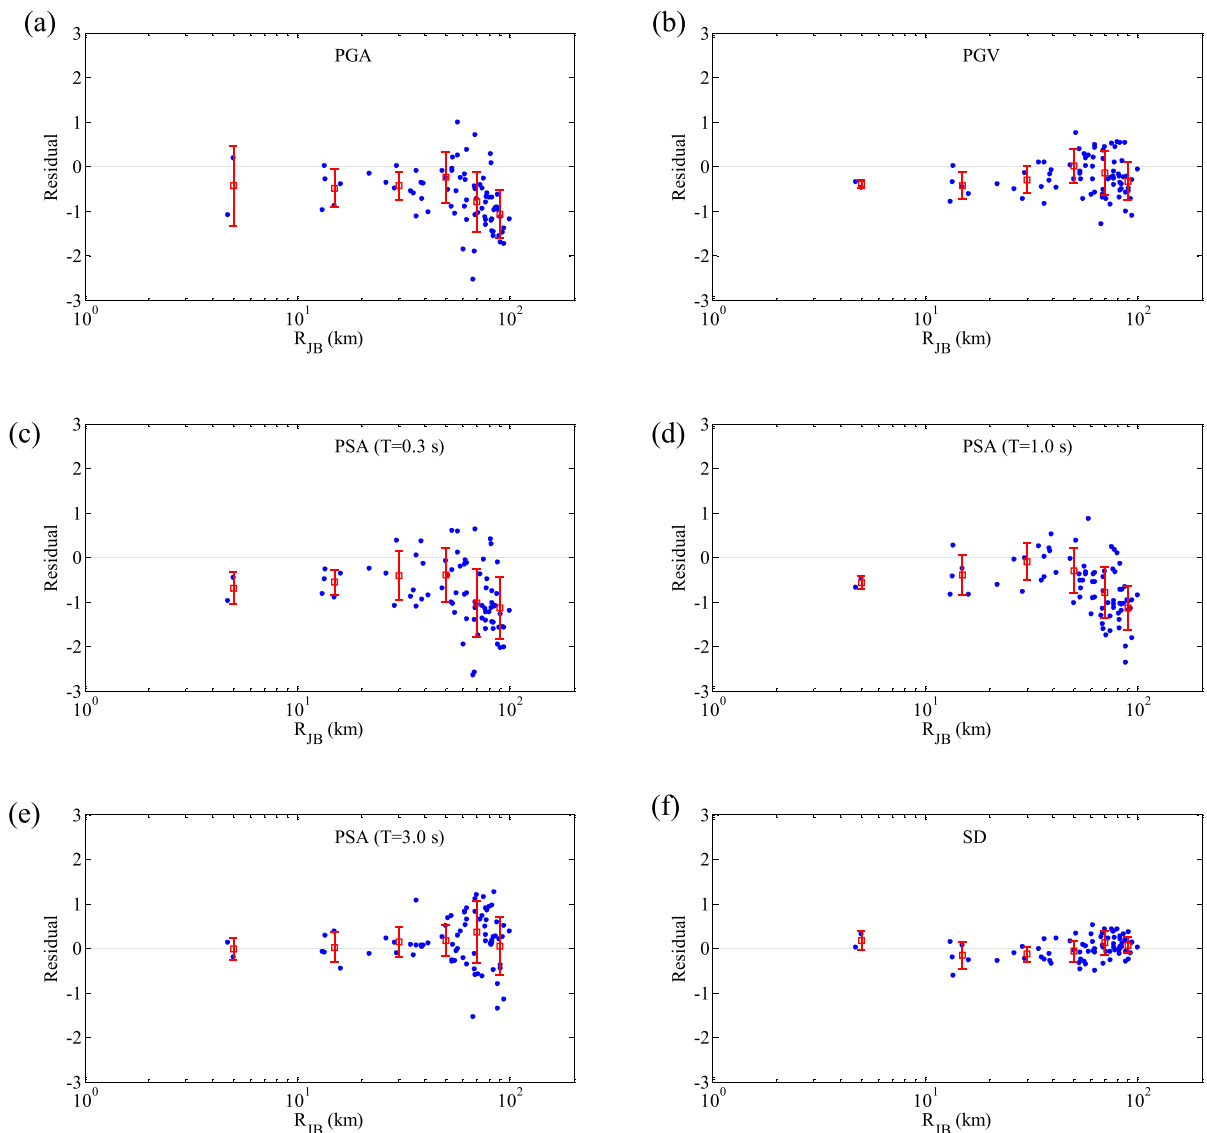 (a)
PGA
3
2
1
0
-1
-2
-3
Residual
10^0
10^1
10^2
R_JB (km)
(b)
PGV
3
2
1
0
-1
-2
-3
Residual
10^0
10^1
10^2
R_JB (km)
(c)
PSA (T=0.3 s)
3
2
1
0
-1
-2
-3
Residual
10^0
10^1
10^2
R_JB (km)
(d)
PSA (T=1.0 s)
3
2
1
0
-1
-2
-3
Residual
10^0
10^1
10^2
R_JB (km)
(e)
PSA (T=3.0 s)
3
2
1
0
-1
-2
-3
Residual
10^0
10^1
10^2
R_JB (km)
(f)
SD
3
2
1
0
-1
-2
-3
Residual
10^0
10^1
10^2
R_JB (km)